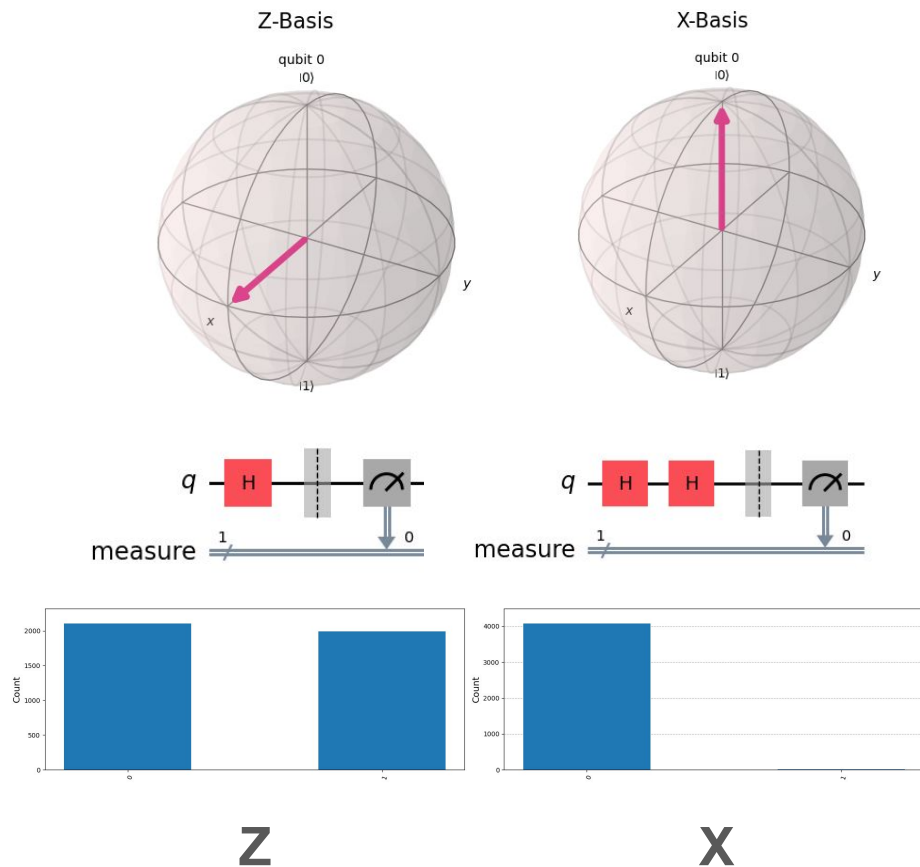 Z-Basis
X-Basis
qubit 0
|0⟩
x
y
|1⟩
qubit 0
|0⟩
x
y
|1⟩
q
H
measure
1
0
q
H
H
measure
1
0
Count
2000
1500
1000
500
0
0
1
Count
4000
3000
2000
1000
0
0
1
Z
X